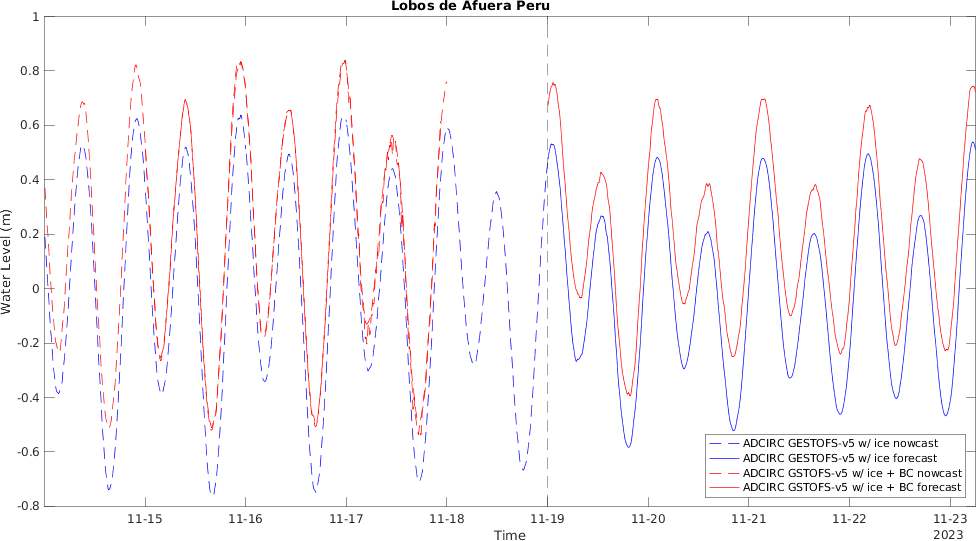 Lobos de Afuera Peru
1
0.8
0.6
0.4
0.2
0
-0.2
-0.4
-0.6
-0.8
Water Level (m)
11-15 11-16 11-17 11-18 11-19 11-20 11-21 11-22 11-23
2023
Time
ADCIRC GESTOFS-v5 w/ ice nowcast
ADCIRC GESTOFS-v5 w/ ice forecast
ADCIRC GSTOFS-v5 w/ ice + BC nowcast
ADCIRC GSTOFS-v5 w/ ice + BC forecast